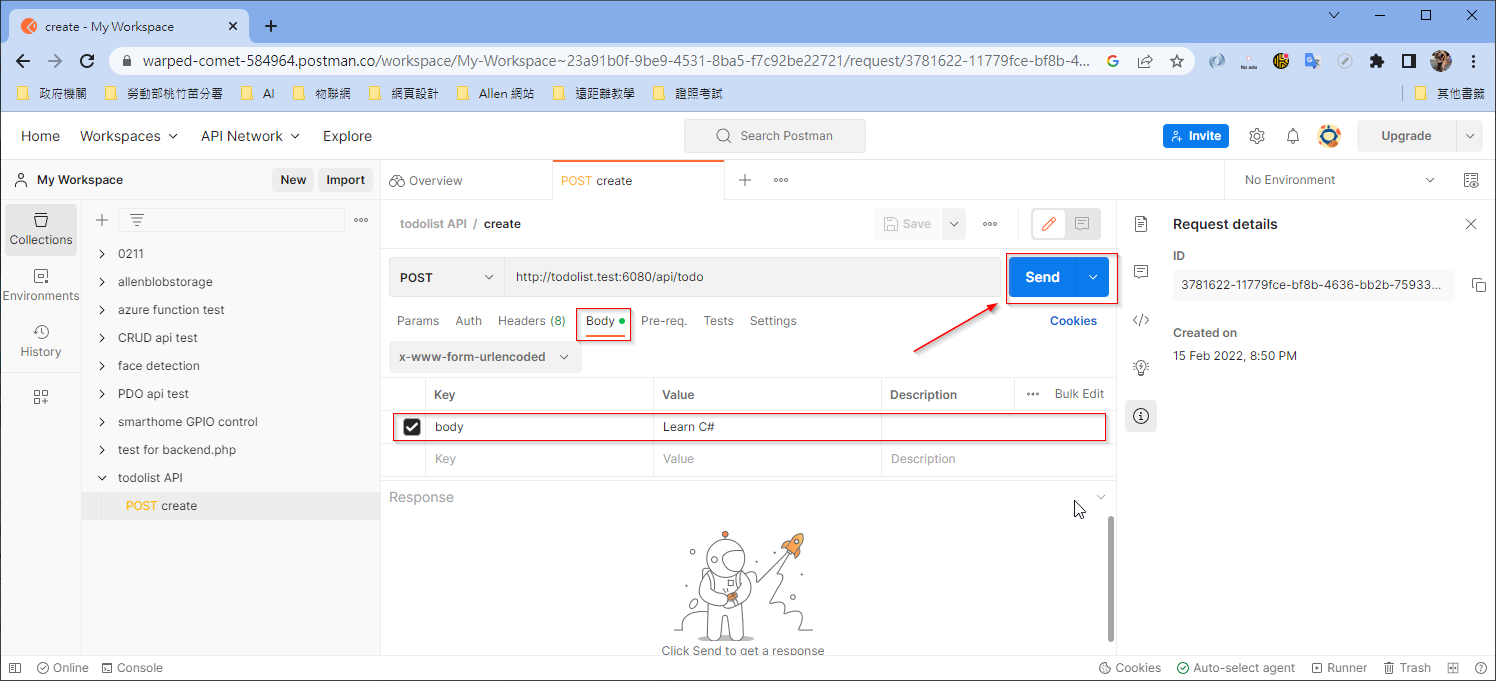 create - My Workspace
warped-comet-584964.postman.co/workspace/My-Workspace~23a91b0f-9be9-4531-8ba5-f7c92be22721/request/3781622-11779fce-bf8b-4...
政府機關 勞動部桃竹苗分署 AI 物聯網 網頁設計 Allen 網站 遠距離教學 證照考試 其他書籤
Home Workspaces API Network Explore Search Postman Invite Upgrade
My Workspace New Import Overview POST create No Environment
Collections
Environments
History
0211
allenblobstorage
azure function test
CRUD api test
face detection
PDO api test
smarthome GPIO control
test for backend.php
todolist API
POST create
todolist API / create Save
POST http://todolist.test:6080/api/todo Send
Params Auth Headers (8) Body Pre-req. Tests Settings Cookies
x-www-form-urlencoded
Key Value Description Bulk Edit
body Learn C#
Key Value Description
Response
Click Send to get a response
Request details
ID
3781622-11779fce-bf8b-4636-bb2b-75933...
Created on
15 Feb 2022, 8:50 PM
Online Console Cookies Auto-select agent Runner Trash